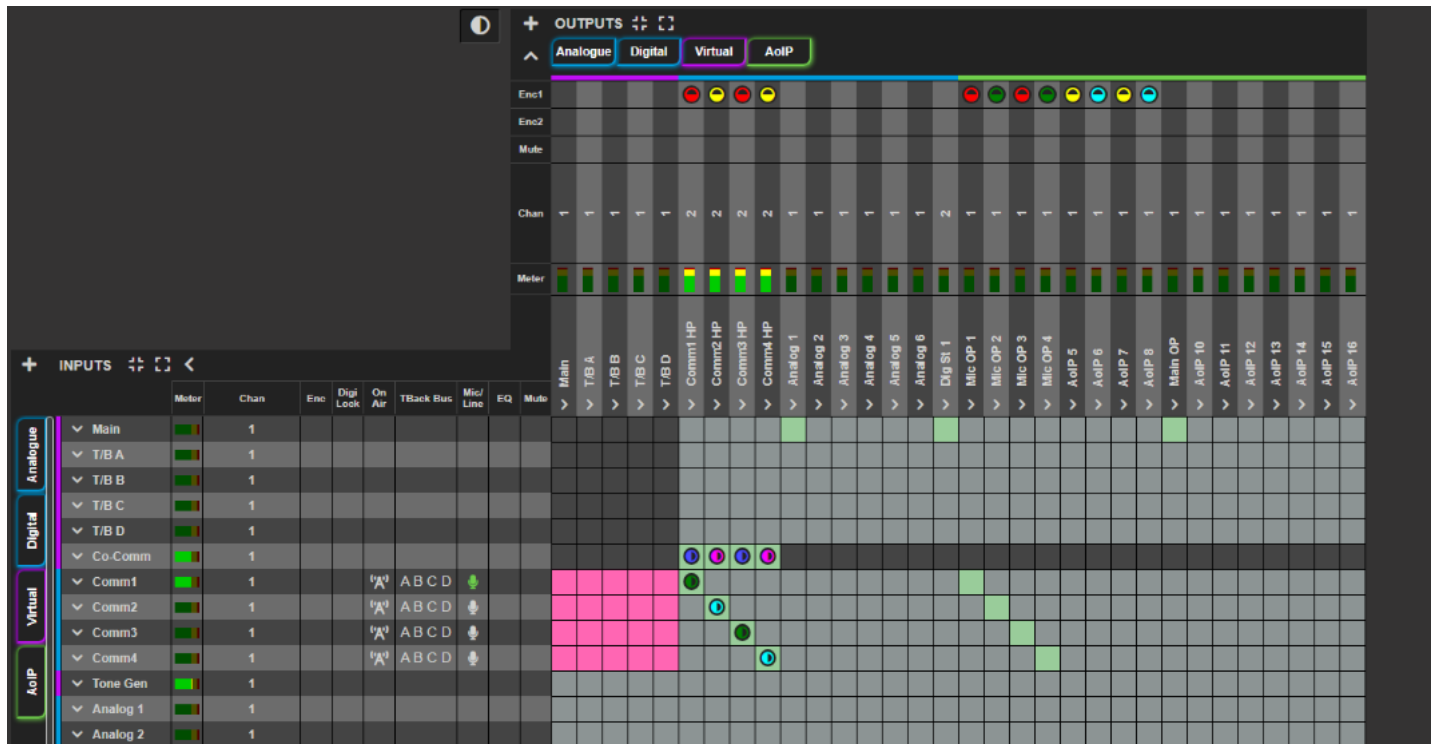 + OUTPUTS
Analogue Digital Virtual AoIP
Enc1
Enc2
Mute
Chan 1 1 1 1 1 2 2 2 2 1 1 1 1 1 1 2 1 1 1 1 1 1 1 1 1 1 1 1 1 1 1 1
Meter
Main T/B A T/B B T/B C T/B D Comm1 HP Comm2 HP Comm3 HP Comm4 HP Analog 1 Analog 2 Analog 3 Analog 4 Analog 5 Analog 6 Dig St 1 Mic OP 1 Mic OP 2 Mic OP 3 Mic OP 4 AoIP 5 AoIP 6 AoIP 7 AoIP 8 Main OP AoIP 10 AoIP 11 AoIP 12 AoIP 13 AoIP 14 AoIP 15 AoIP 16
+ INPUTS
Meter Chan Enc Digi Lock On Air TBack Bus Mic/ Line EQ Mute
Analogue
Digital
Virtual
AoIP
Main 1
T/B A 1
T/B B 1
T/B C 1
T/B D 1
Co-Comm 1
Comm1 1 A B C D
Comm2 1 A B C D
Comm3 1 A B C D
Comm4 1 A B C D
Tone Gen 1
Analog 1 1
Analog 2 1